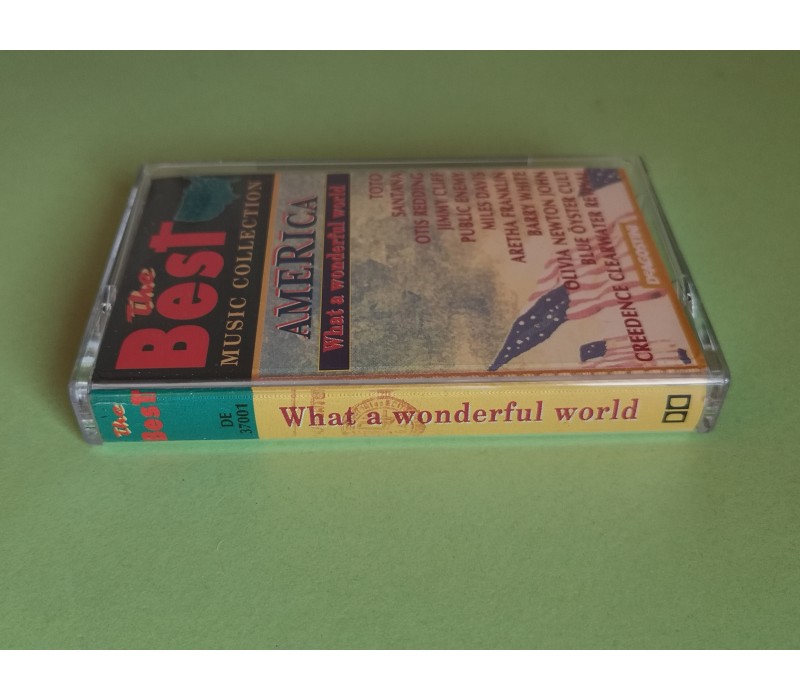 The
Best
MUSIC COLLECTION
AMERICA
What a wonderful world
TOTO
SANTANA
OTIS REDDING
JIMMY CLIFF
PUBLIC ENEMY
MILES DAVIS
ARETHA FRANKLIN
BARRY WHITE
OLIVIA NEWTON JOHN
BLUE ÖYSTER CULT
CREEDENCE CLEARWATER
The
BesT
DE
37001
What a wonderful world